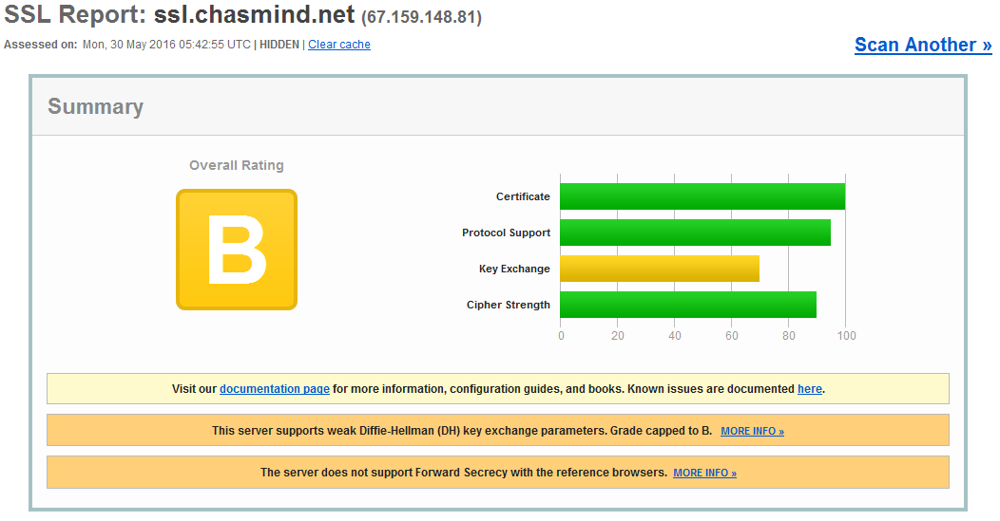 SSL Report: ssl.chasmind.net (67.159.148.81)
Assessed on: Mon, 30 May 2016 05:42:55 UTC | HIDDEN | Clear cache
Scan Another »
Summary
Overall Rating
B
Certificate
Protocol Support
Key Exchange
Cipher Strength
0 20 40 60 80 100
Visit our documentation page for more information, configuration guides, and books. Known issues are documented here.
This server supports weak Diffie-Hellman (DH) key exchange parameters. Grade capped to B. MORE INFO »
The server does not support Forward Secrecy with the reference browsers. MORE INFO »